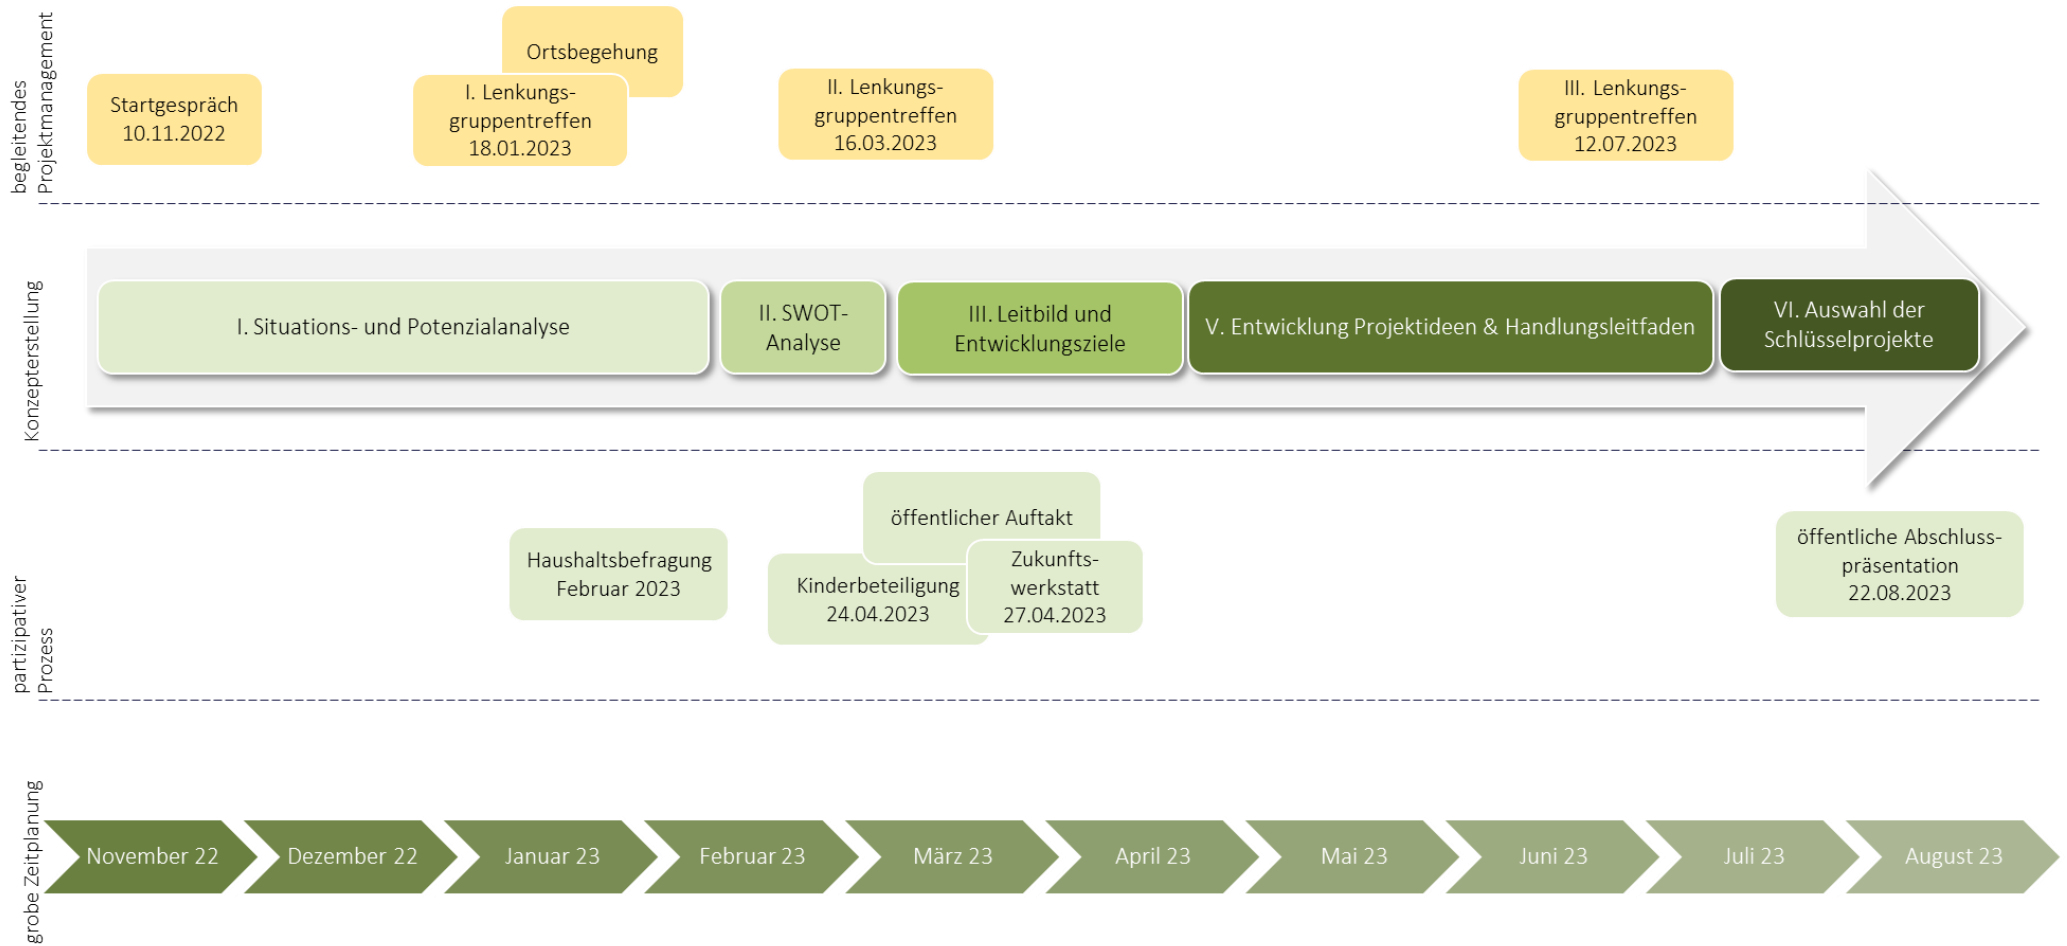 begleitendes
Projektmanagement
Startgespräch
10.11.2022
Ortsbegehung
I. Lenkungs-
gruppentreffen
18.01.2023
II. Lenkungs-
gruppentreffen
16.03.2023
III. Lenkungs-
gruppentreffen
12.07.2023
Konzepterstellung
I. Situations- und Potenzialanalyse
II. SWOT-
Analyse
III. Leitbild und
Entwicklungsziele
V. Entwicklung Projektideen & Handlungsleitfaden
VI. Auswahl der
Schlüsselprojekte
partizipativer
Prozess
Haushaltsbefragung
Februar 2023
öffentlicher Auftakt
Kinderbeteiligung
24.04.2023
Zukunfts-
werkstatt
27.04.2023
öffentliche Abschluss-
präsentation
22.08.2023
grobe Zeitplanung
November 22
Dezember 22
Januar 23
Februar 23
März 23
April 23
Mai 23
Juni 23
Juli 23
August 23